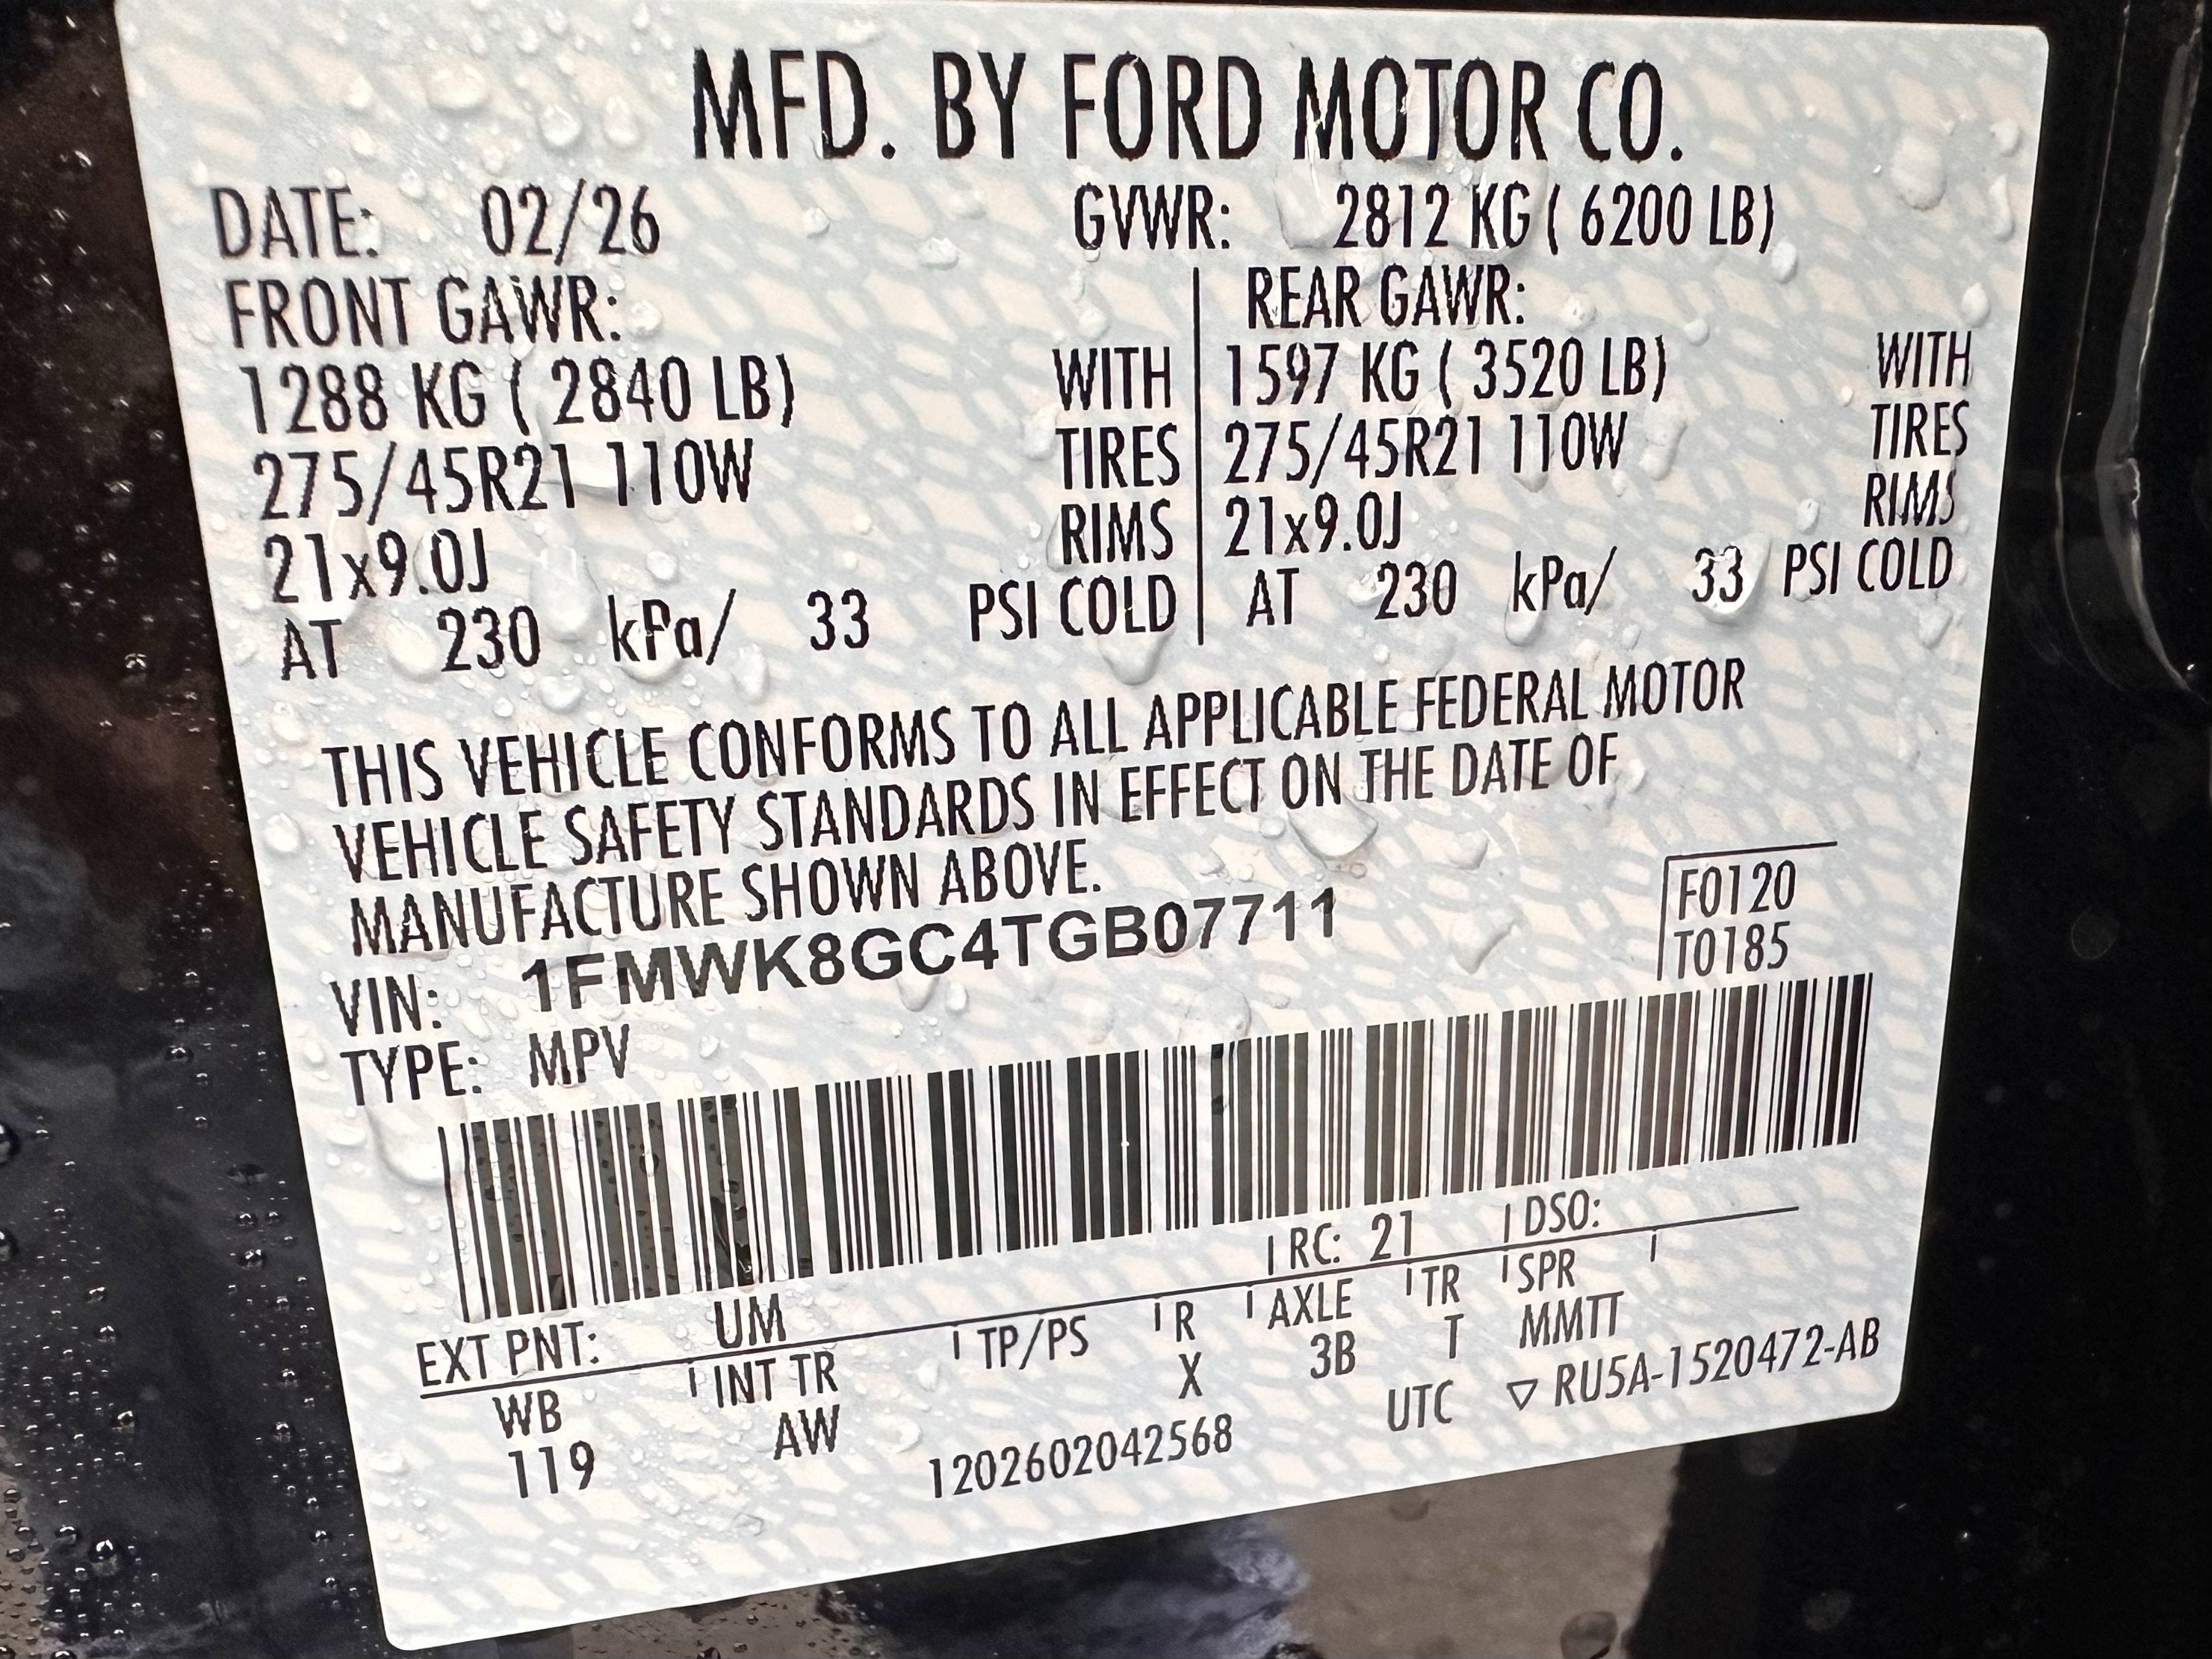 MFD. BY FORD MOTOR CO.
DATE: 02/26 GVWR: 2812 KG ( 6200 LB)
FRONT GAWR: REAR GAWR:
1288 KG ( 2840 LB) WITH 1597 KG ( 3520 LB) WITH
275/45R21 110W TIRES 275/45R21 110W TIRES
21x9.0J RIMS 21x9.0J RIMS
AT 230 kPa/ 33 PSI COLD AT 230 kPa/ 33 PSI COLD
THIS VEHICLE CONFORMS TO ALL APPLICABLE FEDERAL MOTOR
VEHICLE SAFETY STANDARDS IN EFFECT ON THE DATE OF
MANUFACTURE SHOWN ABOVE.
VIN: 1FMWK8GC4TGB07711 F0120
TYPE: MPV T0185
EXT PNT: UM RC: 21 DSO:
WB INT TR TP/PS R AXLE TR SPR
119 AW X 3B T MMTT
1202602042568 UTC ▽ RU5A-1520472-AB